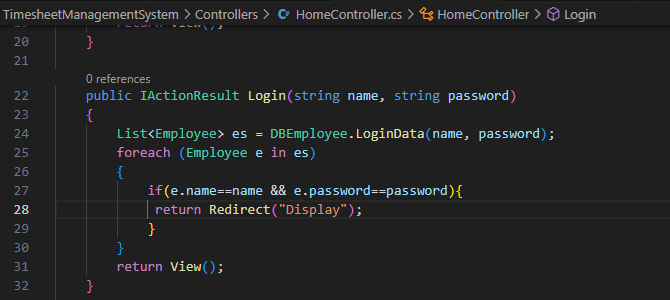 TimesheetManagementSystem > Controllers > HomeController.cs > HomeController > Login
20 }
21
0 references
22 public IActionResult Login(string name, string password)
23 {
24 List<Employee> es = DBEmployee.LoginData(name, password);
25 foreach (Employee e in es)
26 {
27 if(e.name==name && e.password==password){
28 return Redirect("Display");
29 }
30 }
31 return View();
32 }